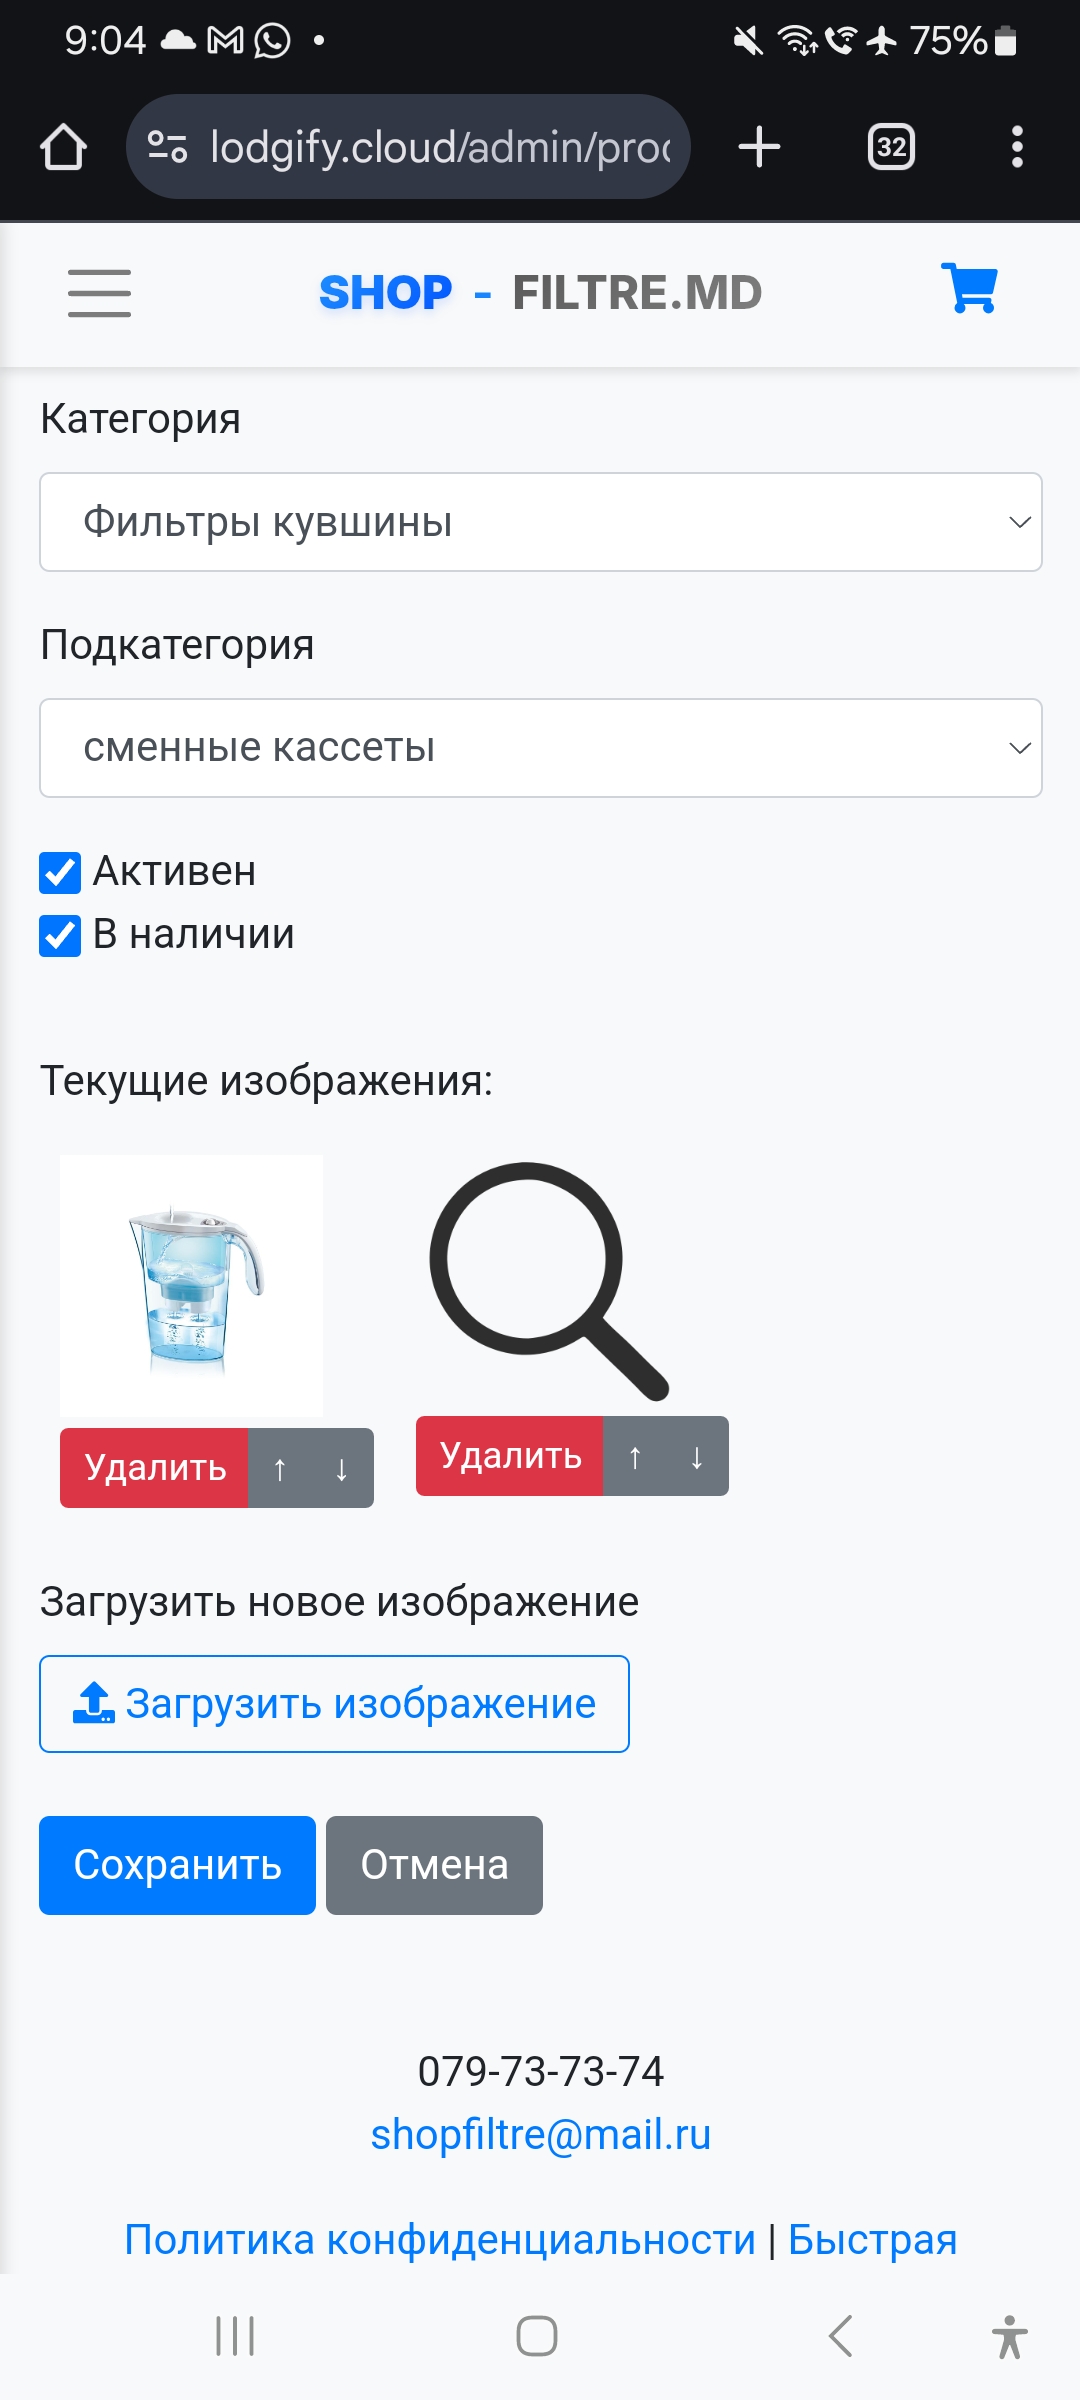 9:04 75%
lodgify.cloud/admin/proc
32
SHOP - FILTRE.MD
Категория
Фильтры кувшины
Подкатегория
сменные кассеты
Активен
В наличии
Текущие изображения:
Удалить ↑ ↓ Удалить ↑ ↓
Загрузить новое изображение
Загрузить изображение
Сохранить Отмена
079-73-73-74
shopfiltre@mail.ru
Политика конфиденциальности | Быстрая